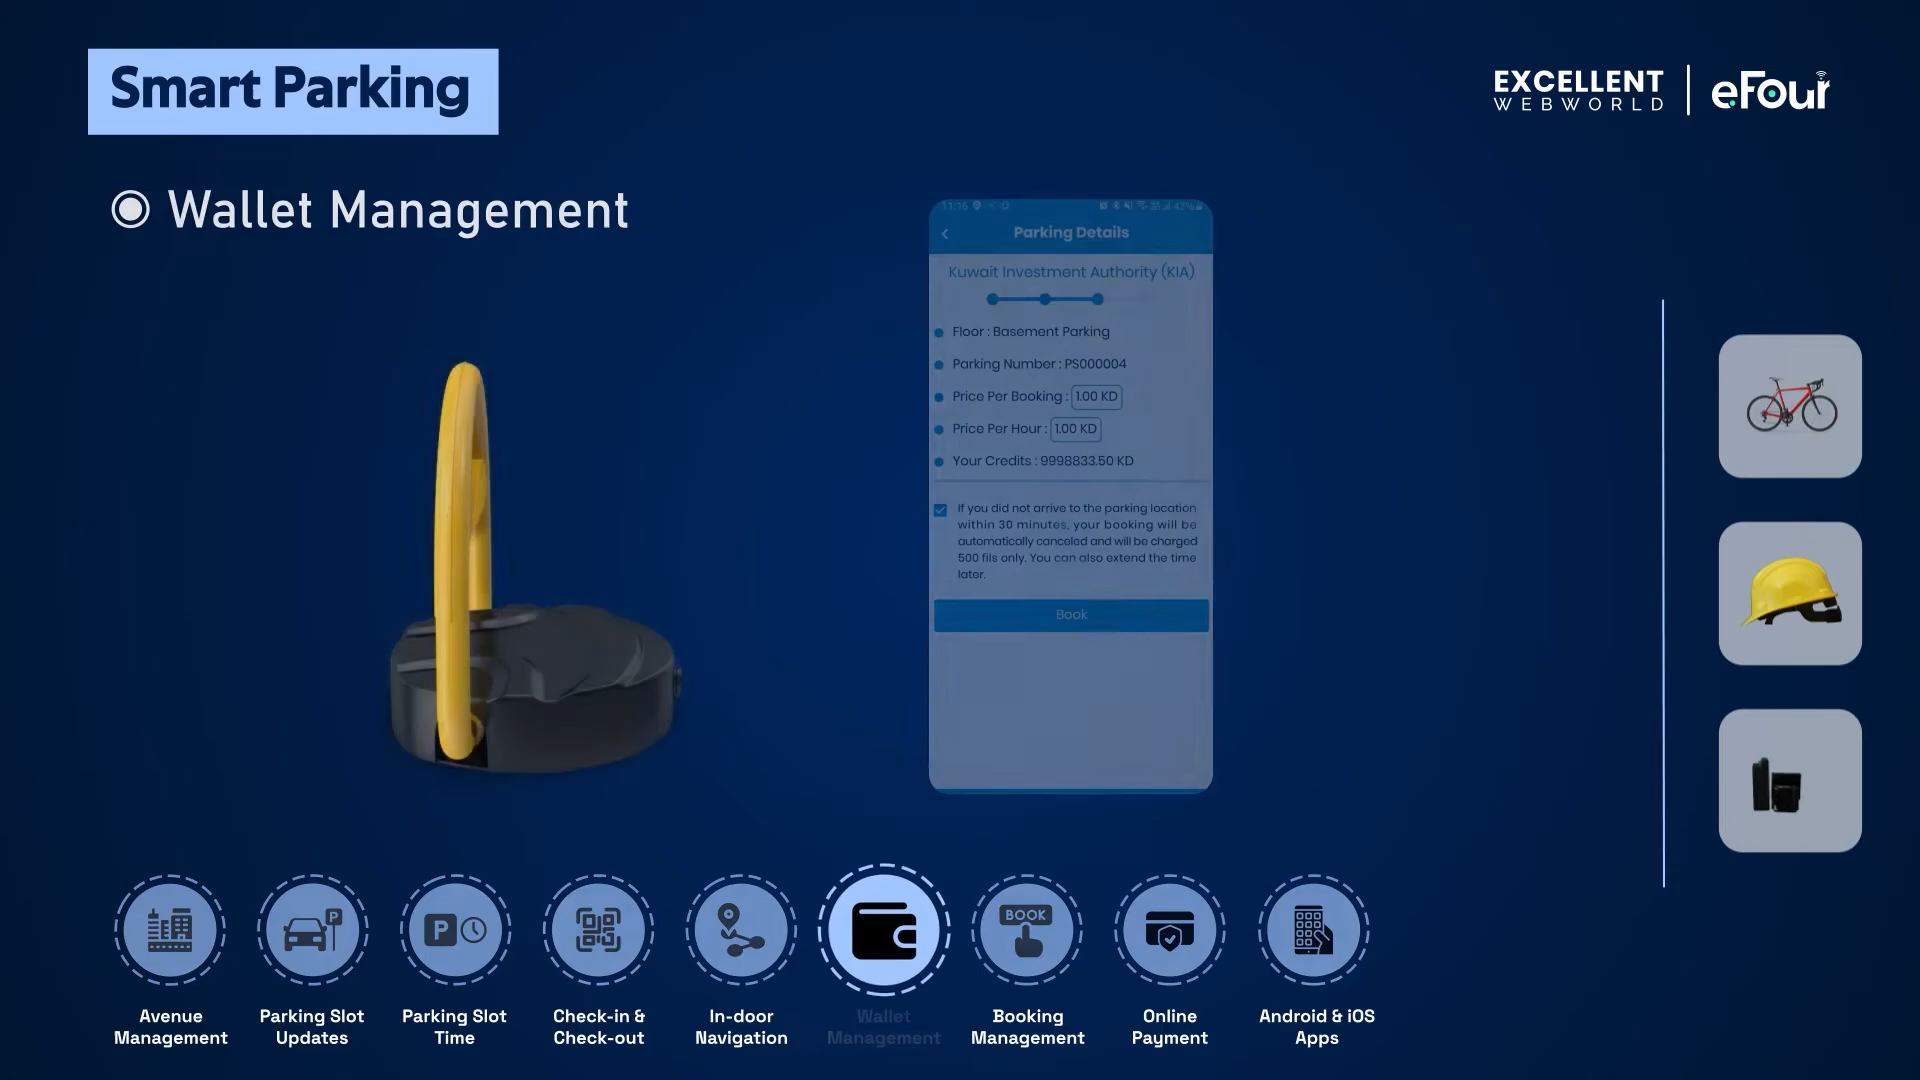 Smart Parking
EXCELLENT
WEBWORLD
eFour
Wallet Management
11:16
42%
Parking Details
Kuwait Investment Authority (KIA)
Floor : Basement Parking
Parking Number : PS000004
Price Per Booking : 1.00 KD
Price Per Hour : 1.00 KD
Your Credits : 9998833.50 KD
If you did not arrive to the parking location
within 30 minutes, your booking will be
automatically canceled and will be charged
500 fils only. You can also extend the time
later.
Book
P
P
BOOK
Avenue
Management
Parking Slot
Updates
Parking Slot
Time
Check-in &
Check-out
In-door
Navigation
Wallet
Management
Booking
Management
Online
Payment
Android & iOS
Apps